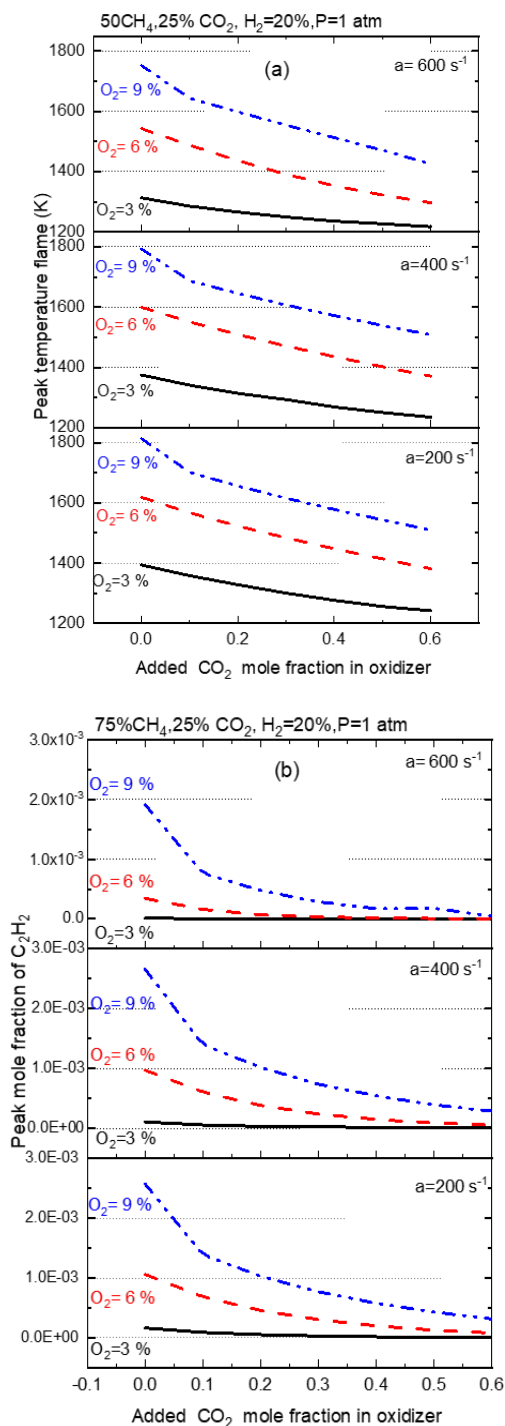 50CH₄,25% CO₂, H₂=20%,P=1 atm
1800
1600
1400
1200
(a)
a= 600 s⁻¹
O₂= 9 %
O₂= 6 %
O₂=3 %
1800
1600
1400
1200
a=400 s⁻¹
O₂= 9 %
O₂= 6 %
O₂=3 %
1800
1600
1400
1200
a=200 s⁻¹
O₂= 9 %
O₂= 6 %
O₂=3 %
Peak temperature flame (K)
0.0 0.2 0.4 0.6
Added CO₂ mole fraction in oxidizer
75%CH₄,25% CO₂, H₂=20%,P=1 atm
3.0x10⁻³
2.0x10⁻³
1.0x10⁻³
0.0
(b)
a= 600 s⁻¹
O₂= 9 %
O₂= 6 %
O₂= 3 %
3.0E-03
2.0E-03
1.0E-03
0.0E+00
a=400 s⁻¹
O₂= 9 %
O₂= 6 %
O₂=3 %
3.0E-03
2.0E-03
1.0E-03
0.0E+00
a=200 s⁻¹
O₂= 9 %
O₂= 6 %
O₂=3 %
Peak mole fraction of C₂H₂
-0.1 0.0 0.1 0.2 0.3 0.4 0.5 0.6
Added CO₂ mole fraction in oxidizer